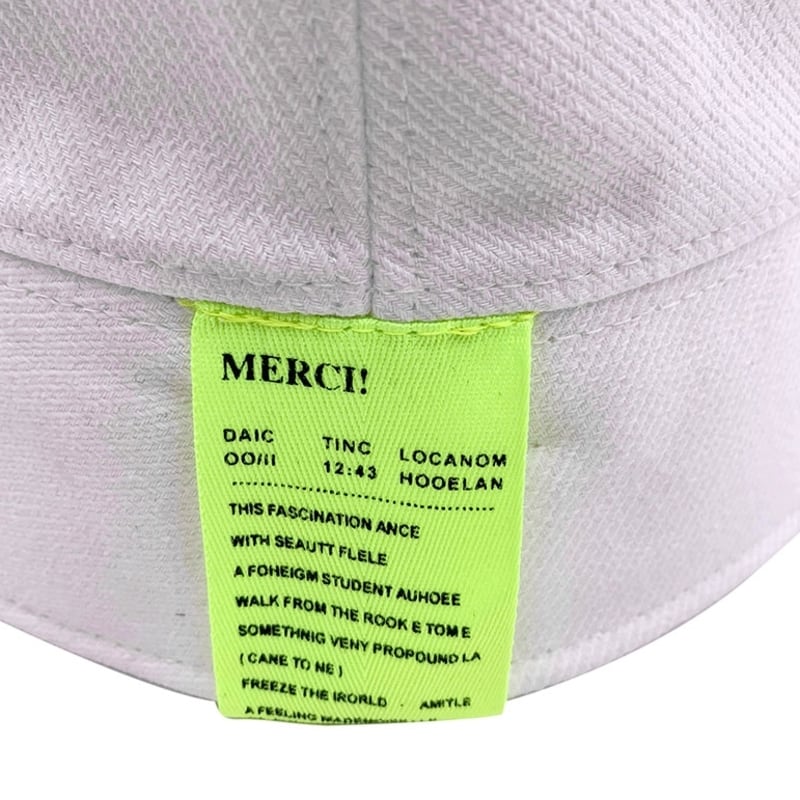 MERCI!
DAIC TINC LOCANOM
OO/II 12:43 HOOELAN
THIS FASCINATION ANCE
WITH SEAUTT FLELE
A FOHEIGM STUDENT AUHOEE
WALK FROM THE ROOK E TOM E
SOMETHNIG VENY PROPOUND LA
( CANE TO NE )
FREEZE THE IRORLD . AMITLE
A FEELING